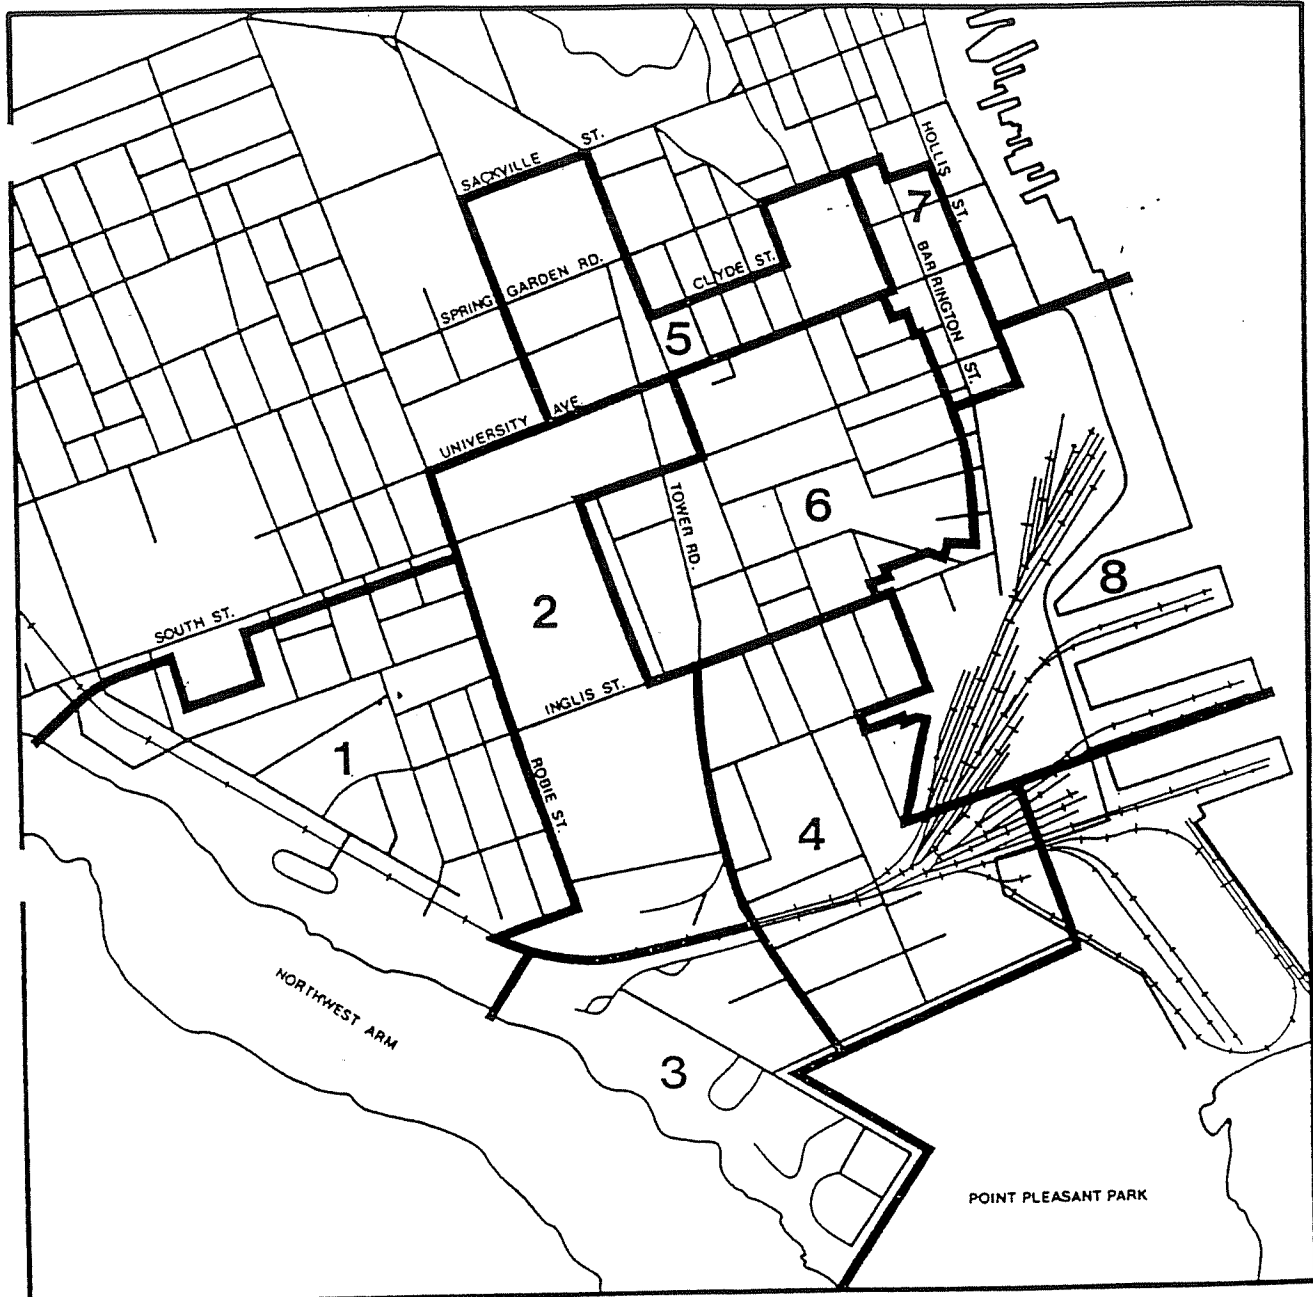 HOLLIS ST.
SACKVILLE ST.
7
SPRING GARDEN RD.
CLYDE ST.
BARRINGTON ST.
5
UNIVERSITY AVE.
TOWER RD.
6
8
2
SOUTH ST.
INGLIS ST.
1
ROBIE ST.
4
NORTHWEST ARM
3
POINT PLEASANT PARK